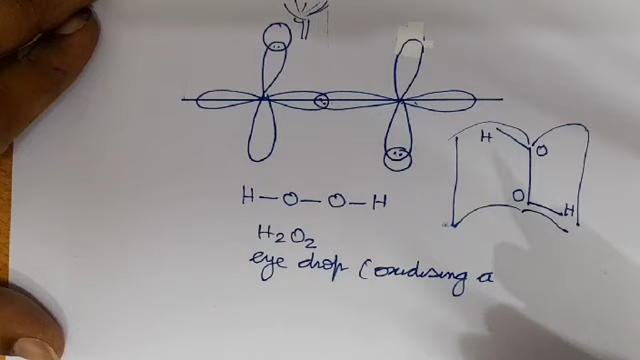 H
O
O
H
H – O – O – H
H2O2
eye drop (oxidising a